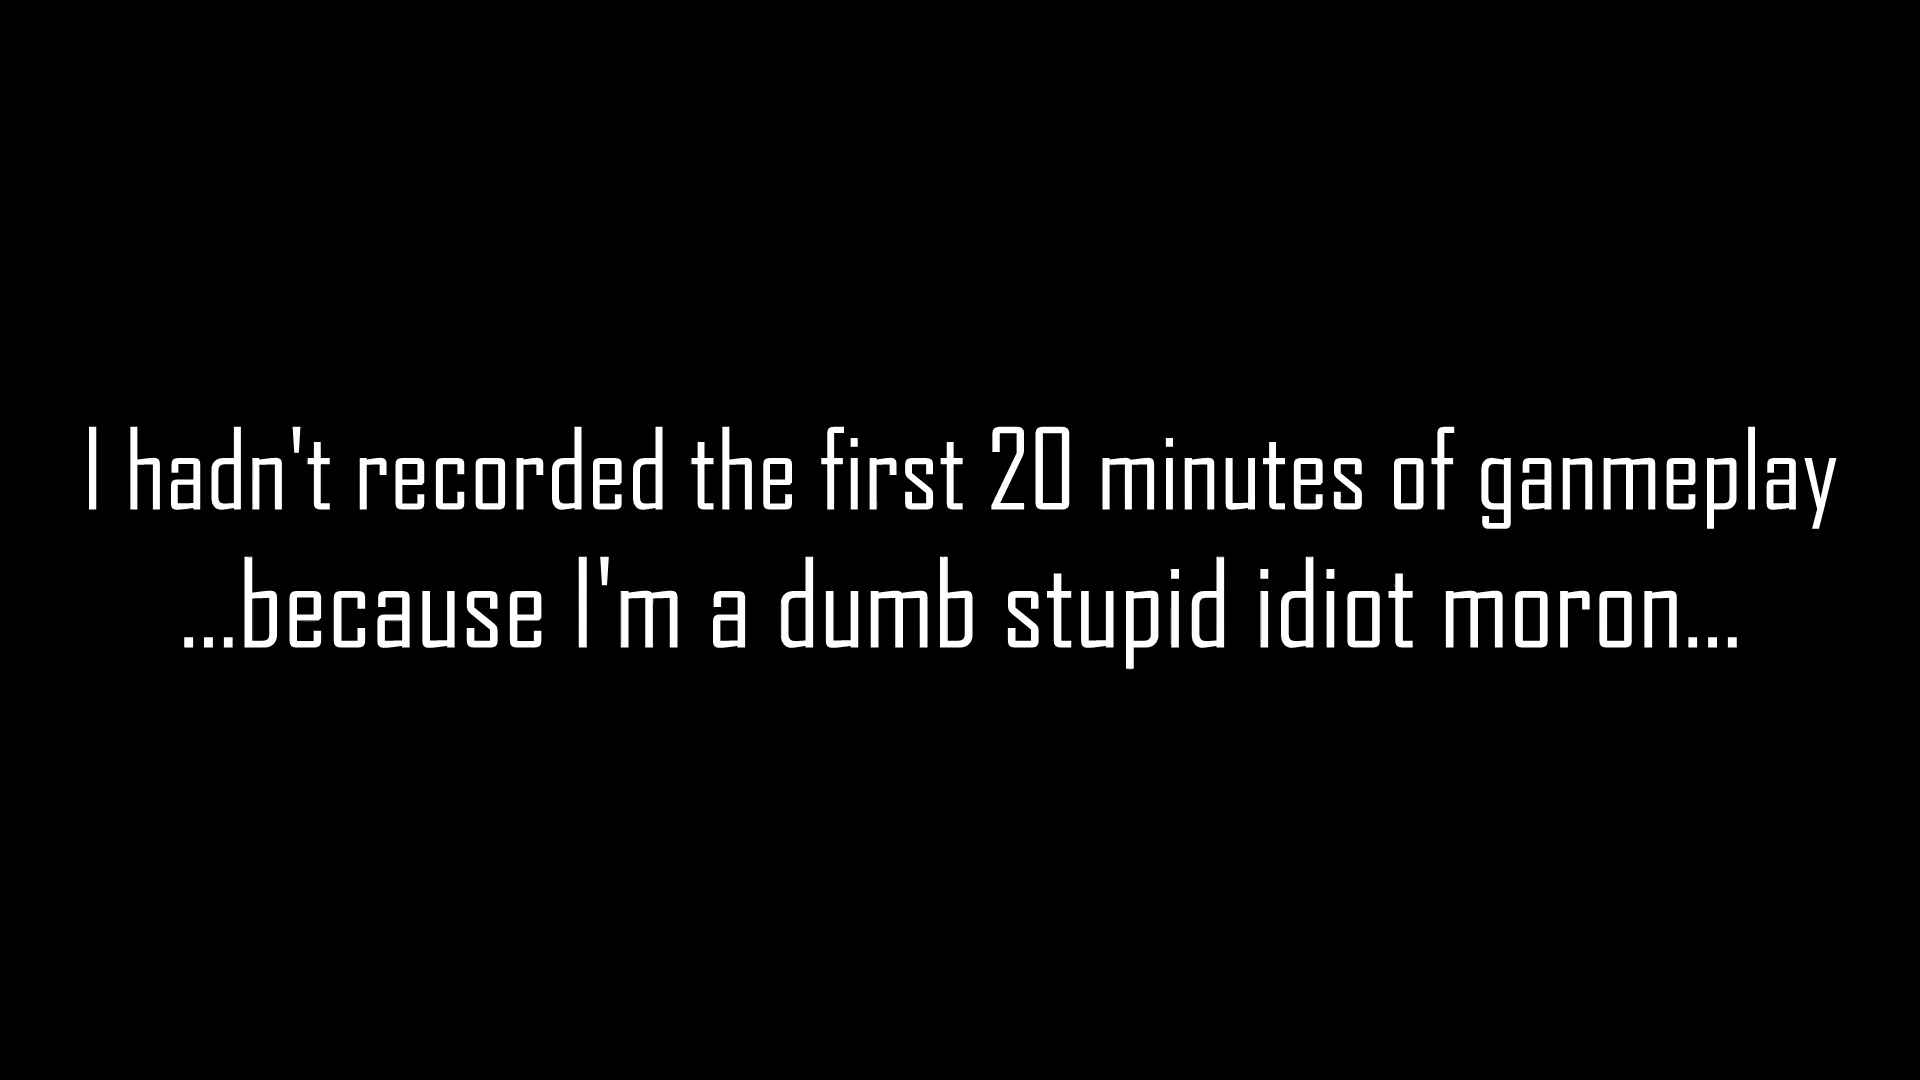 I hadn't recorded the first 20 minutes of ganmeplay
...because I'm a dumb stupid idiot moron...